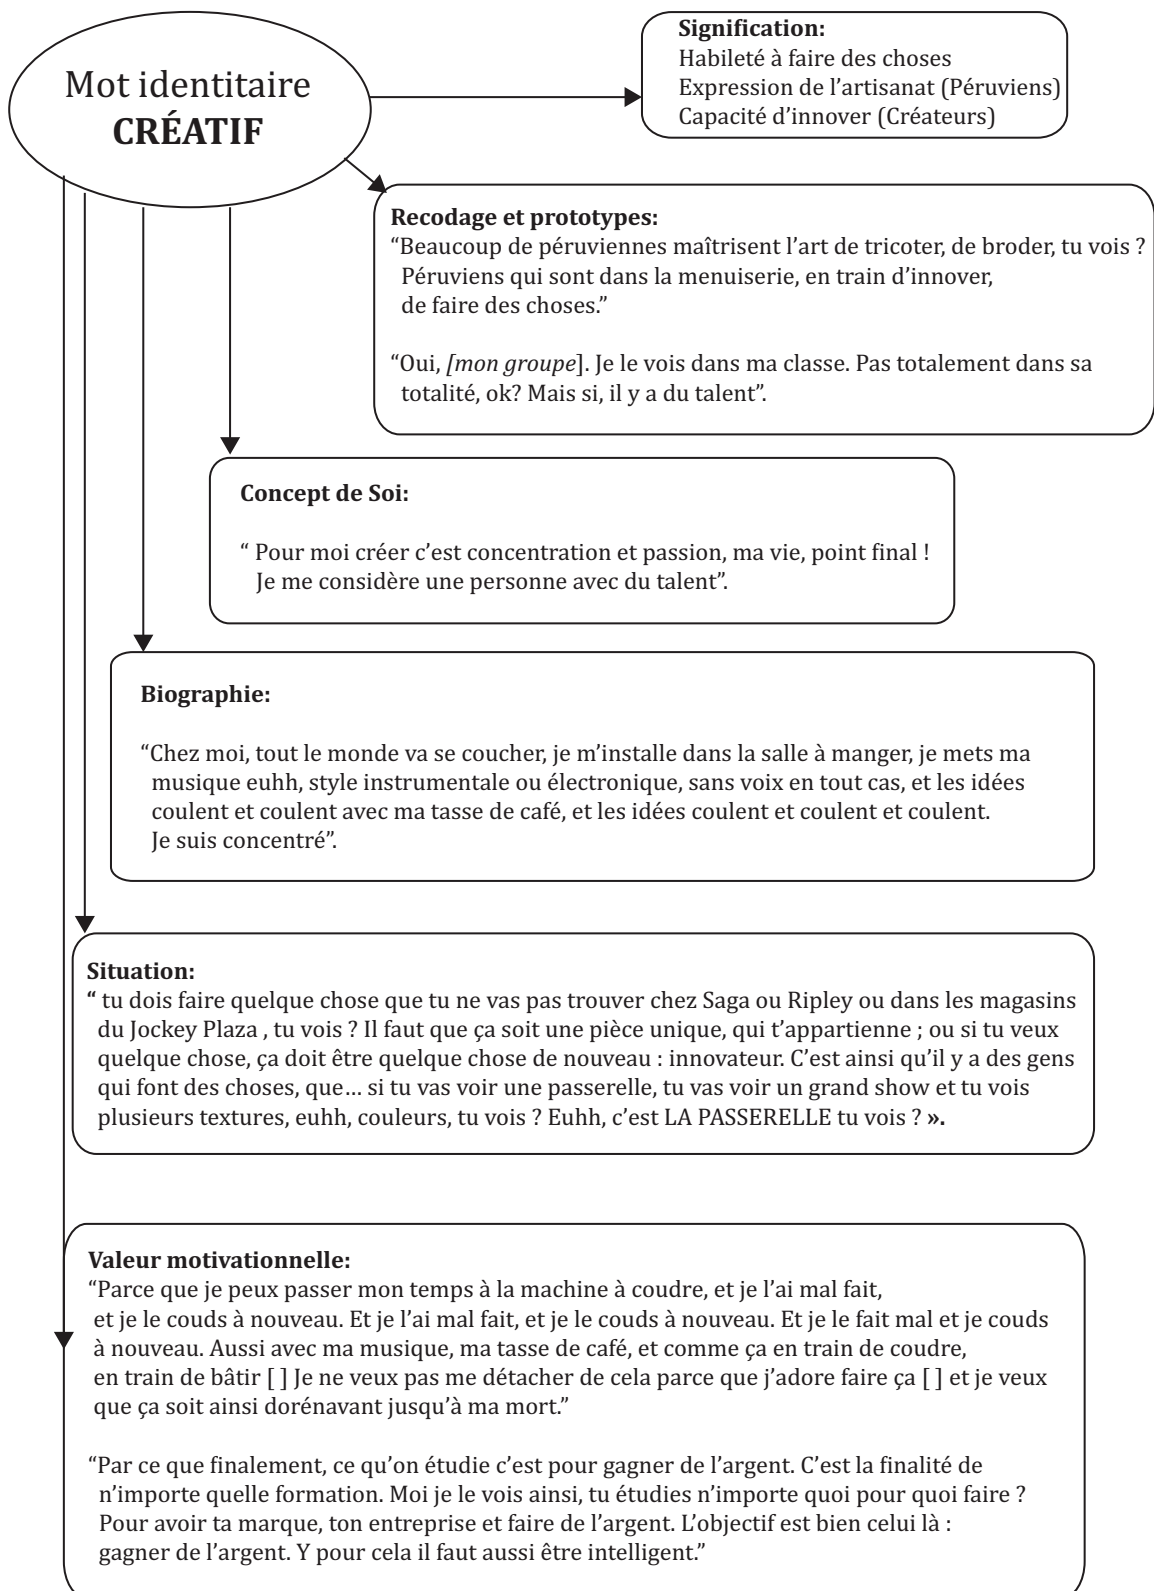 Mot identitaire
CRÉATIF
Signification:
Habileté à faire des choses
Expression de l'artisanat (Péruviens)
Capacité d'innover (Créateurs)
Recodage et prototypes:
“Beaucoup de péruviennes maîtrisent l'art de tricoter, de broder, tu vois ?
Péruviens qui sont dans la menuiserie, en train d'innover,
de faire des choses.”
“Oui, [mon groupe]. Je le vois dans ma classe. Pas totalement dans sa
totalité, ok? Mais si, il y a du talent”.
Concept de Soi:
“ Pour moi créer c'est concentration et passion, ma vie, point final !
Je me considère une personne avec du talent”.
Biographie:
“Chez moi, tout le monde va se coucher, je m'installe dans la salle à manger, je mets ma
musique euhh, style instrumentale ou électronique, sans voix en tout cas, et les idées
coulent et coulent avec ma tasse de café, et les idées coulent et coulent et coulent.
Je suis concentré”.
Situation:
“ tu dois faire quelque chose que tu ne vas pas trouver chez Saga ou Ripley ou dans les magasins
du Jockey Plaza , tu vois ? Il faut que ça soit une pièce unique, qui t'appartienne ; ou si tu veux
quelque chose, ça doit être quelque chose de nouveau : innovateur. C'est ainsi qu'il y a des gens
qui font des choses, que… si tu vas voir une passerelle, tu vas voir un grand show et tu vois
plusieurs textures, euhh, couleurs, tu vois ? Euhh, c'est LA PASSERELLE tu vois ? ».
Valeur motivationnelle:
“Parce que je peux passer mon temps à la machine à coudre, et je l'ai mal fait,
et je le couds à nouveau. Et je l'ai mal fait, et je le couds à nouveau. Et je le fait mal et je couds
à nouveau. Aussi avec ma musique, ma tasse de café, et comme ça en train de coudre,
en train de bâtir [ ] Je ne veux pas me détacher de cela parce que j'adore faire ça [ ] et je veux
que ça soit ainsi dorénavant jusqu'à ma mort.”
“Par ce que finalement, ce qu'on étudie c'est pour gagner de l'argent. C'est la finalité de
n'importe quelle formation. Moi je le vois ainsi, tu étudies n'importe quoi pour quoi faire ?
Pour avoir ta marque, ton entreprise et faire de l'argent. L'objectif est bien celui là :
gagner de l'argent. Y pour cela il faut aussi être intelligent.”